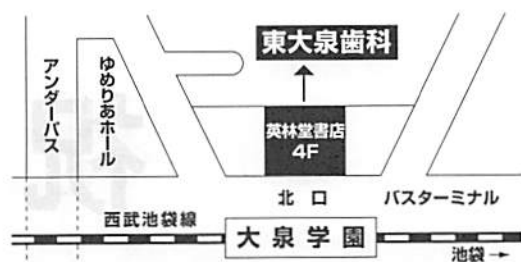 東大泉歯科
アンダーパス
ゆめりあホール
英林堂書店
4F
北口
バスターミナル
西武池袋線
大泉学園
池袋→